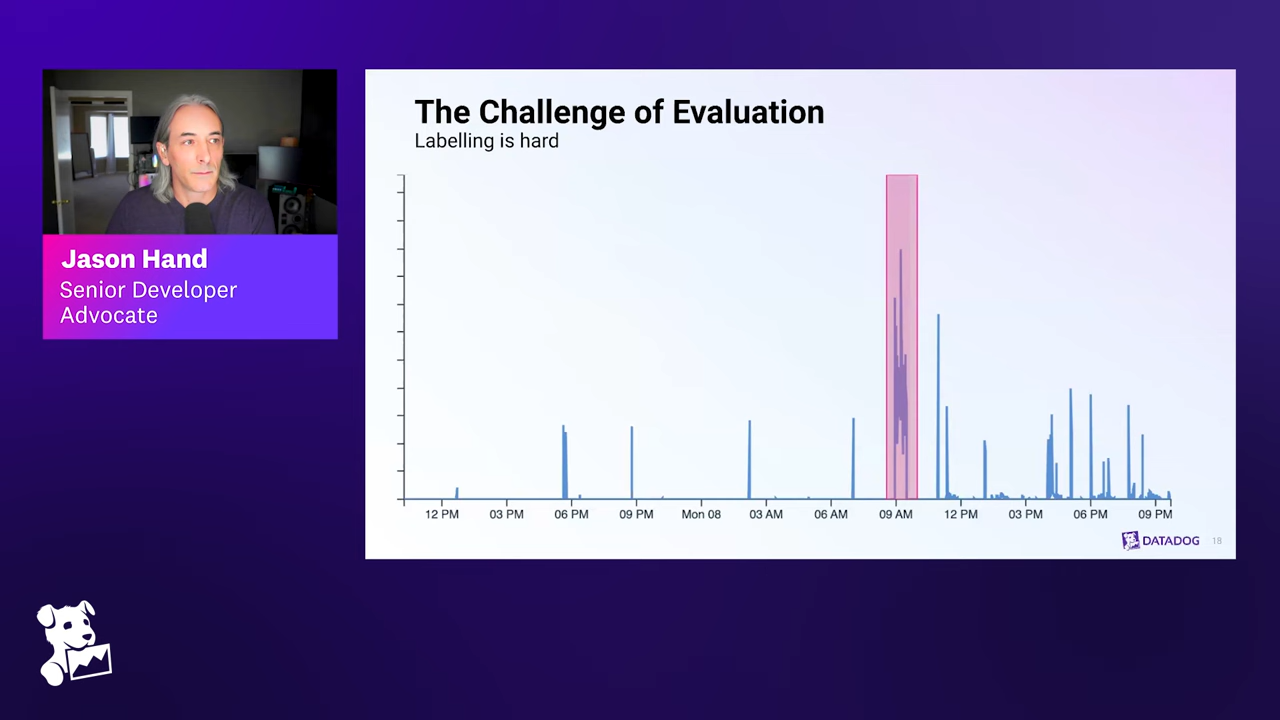 Jason Hand
Senior Developer
Advocate
The Challenge of Evaluation
Labelling is hard
12 PM 03 PM 06 PM 09 PM Mon 08 03 AM 06 AM 09 AM 12 PM 03 PM 06 PM 09 PM
DATADOG 18